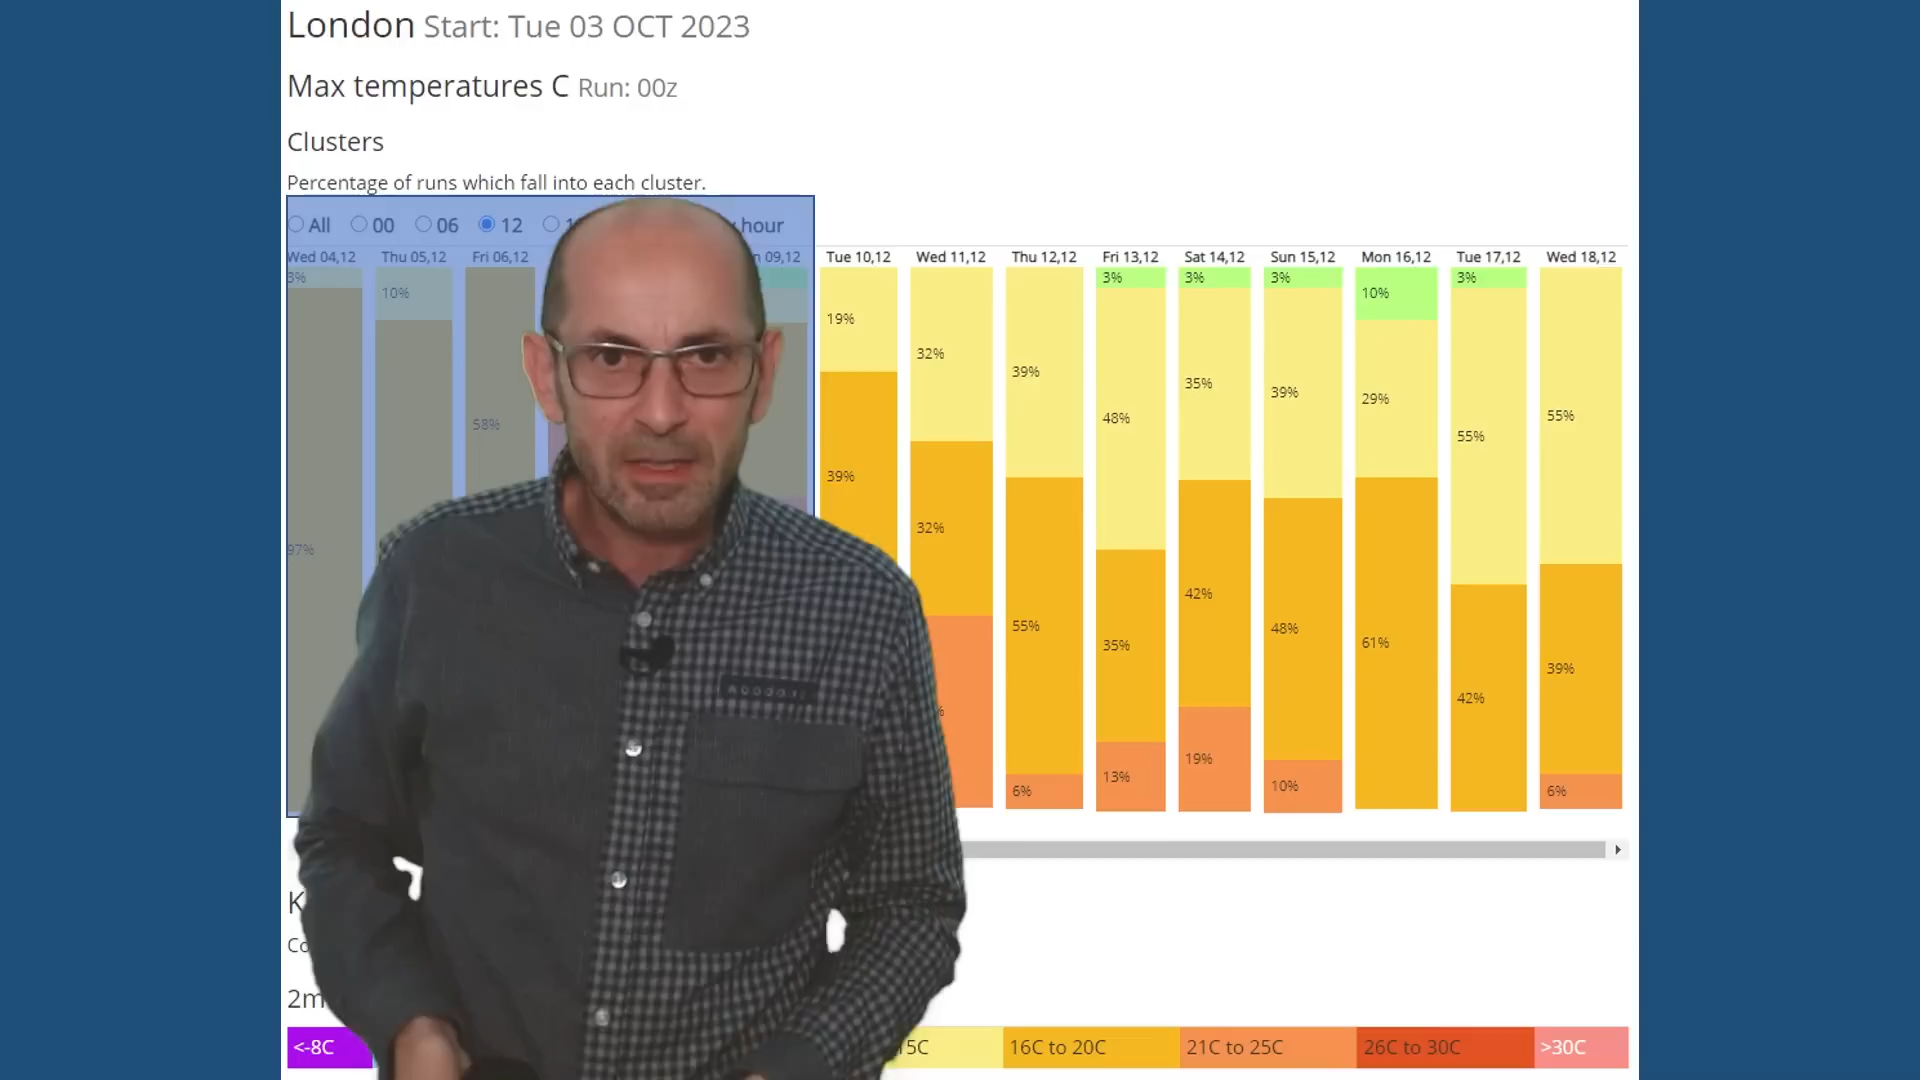 London Start: Tue 03 OCT 2023
Max temperatures C Run: 00z
Clusters
Percentage of runs which fall into each cluster.
All 00 06 12 hour
Wed 04,12 Thu 05,12 Fri 06,12 09,12 Tue 10,12 Wed 11,12 Thu 12,12 Fri 13,12 Sat 14,12 Sun 15,12 Mon 16,12 Tue 17,12 Wed 18,12
3% 3% 3% 3% 3%
10% 10%
19%
32%
39% 35% 39% 29%
58% 48% 55% 55%
39%
32%
97%
55% 35% 42% 48% 61% 42% 39%
6% 13% 19% 10% 6%
<-8C 16C to 20C 21C to 25C 26C to 30C >30C